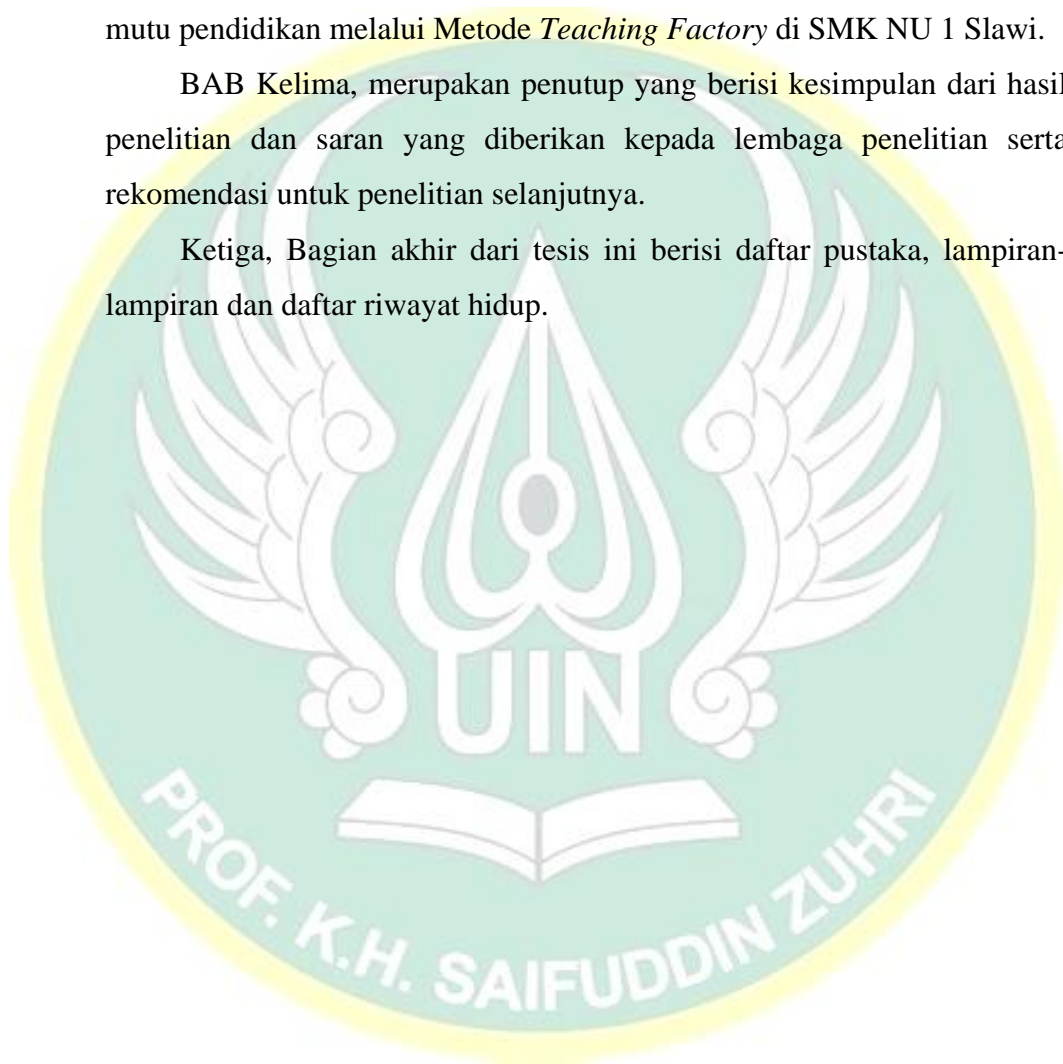 mutu pendidikan melalui Metode Teaching Factory di SMK NU 1 Slawi.
BAB Kelima, merupakan penutup yang berisi kesimpulan dari hasil
penelitian dan saran yang diberikan kepada lembaga penelitian serta
rekomendasi untuk penelitian selanjutnya.
Ketiga, Bagian akhir dari tesis ini berisi daftar pustaka, lampiran-
lampiran dan daftar riwayat hidup.
UIN
PROF. K.H. SAIFUDDIN ZUHRI